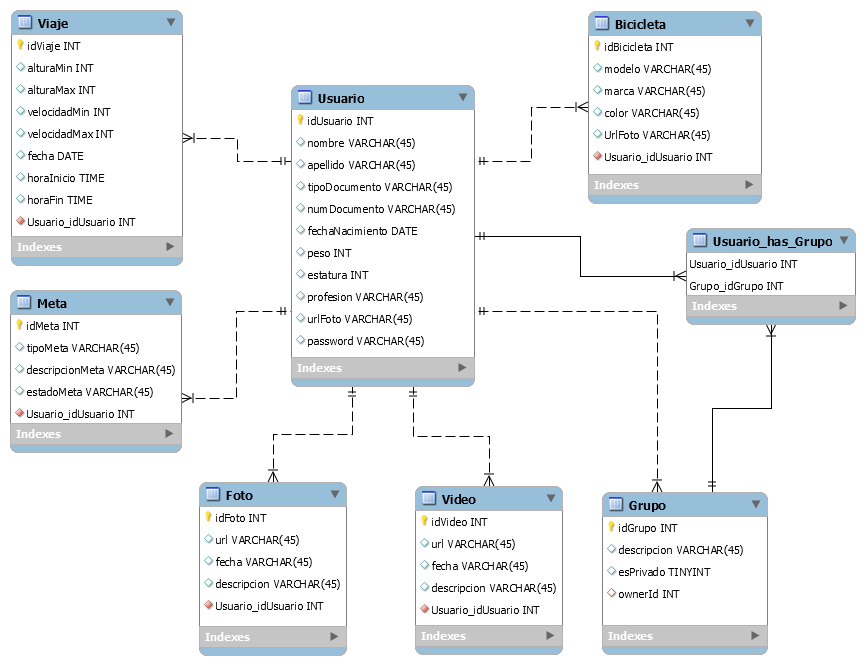 Viaje
idViaje INT
alturaMin INT
alturaMax INT
velocidadMin INT
velocidadMax INT
fecha DATE
horaInicio TIME
horaFin TIME
Usuario_idUsuario INT
Indexes
Meta
idMeta INT
tipoMeta VARCHAR(45)
descripcionMeta VARCHAR(45)
estadoMeta VARCHAR(45)
Usuario_idUsuario INT
Indexes
Usuario
idUsuario INT
nombre VARCHAR(45)
apellido VARCHAR(45)
tipoDocumento VARCHAR(45)
numDocumento VARCHAR(45)
fechaNacimiento DATE
peso INT
estatura INT
profesion VARCHAR(45)
urlFoto VARCHAR(45)
password VARCHAR(45)
Indexes
Bicicleta
idBicicleta INT
modelo VARCHAR(45)
marca VARCHAR(45)
color VARCHAR(45)
UrlFoto VARCHAR(45)
Usuario_idUsuario INT
Indexes
Usuario_has_Grupo
Usuario_idUsuario INT
Grupo_idGrupo INT
Indexes
Foto
idFoto INT
url VARCHAR(45)
fecha VARCHAR(45)
descripcion VARCHAR(45)
Usuario_idUsuario INT
Indexes
Video
idVideo INT
url VARCHAR(45)
fecha VARCHAR(45)
descripcion VARCHAR(45)
Usuario_idUsuario INT
Indexes
Grupo
idGrupo INT
descripcion VARCHAR(45)
esPrivado TINYINT
ownerId INT
Indexes